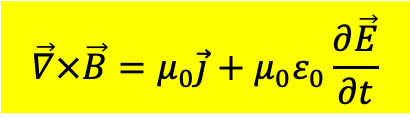 ∇⃗×B⃗ = μ₀j⃗ + μ₀ε₀ ∂E⃗/∂t